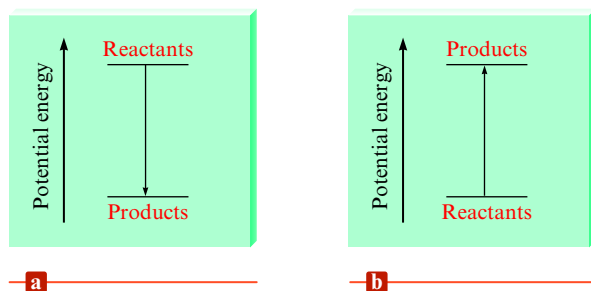 Reactants
Potential energy
Products
a
Products
Potential energy
Reactants
b